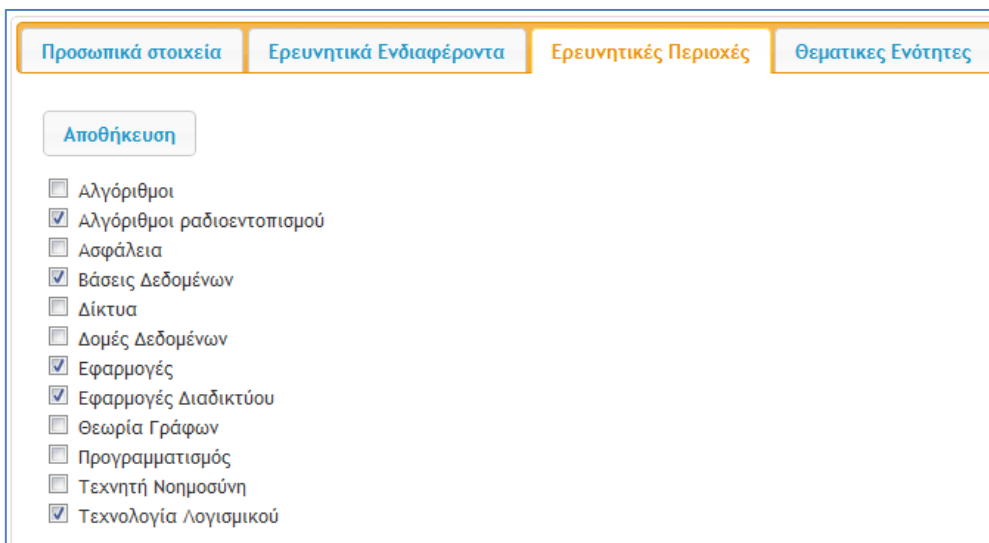 Προσωπικά στοιχεία Ερευνητικά Ενδιαφέροντα Ερευνητικές Περιοχές Θεματικες Ενότητες
Αποθήκευση
Αλγόριθμοι
Αλγόριθμοι ραδιοεντοπισμού
Ασφάλεια
Βάσεις Δεδομένων
Δίκτυα
Δομές Δεδομένων
Εφαρμογές
Εφαρμογές Διαδικτύου
Θεωρία Γράφων
Προγραμματισμός
Τεχνητή Νοημοσύνη
Τεχνολογία Λογισμικού